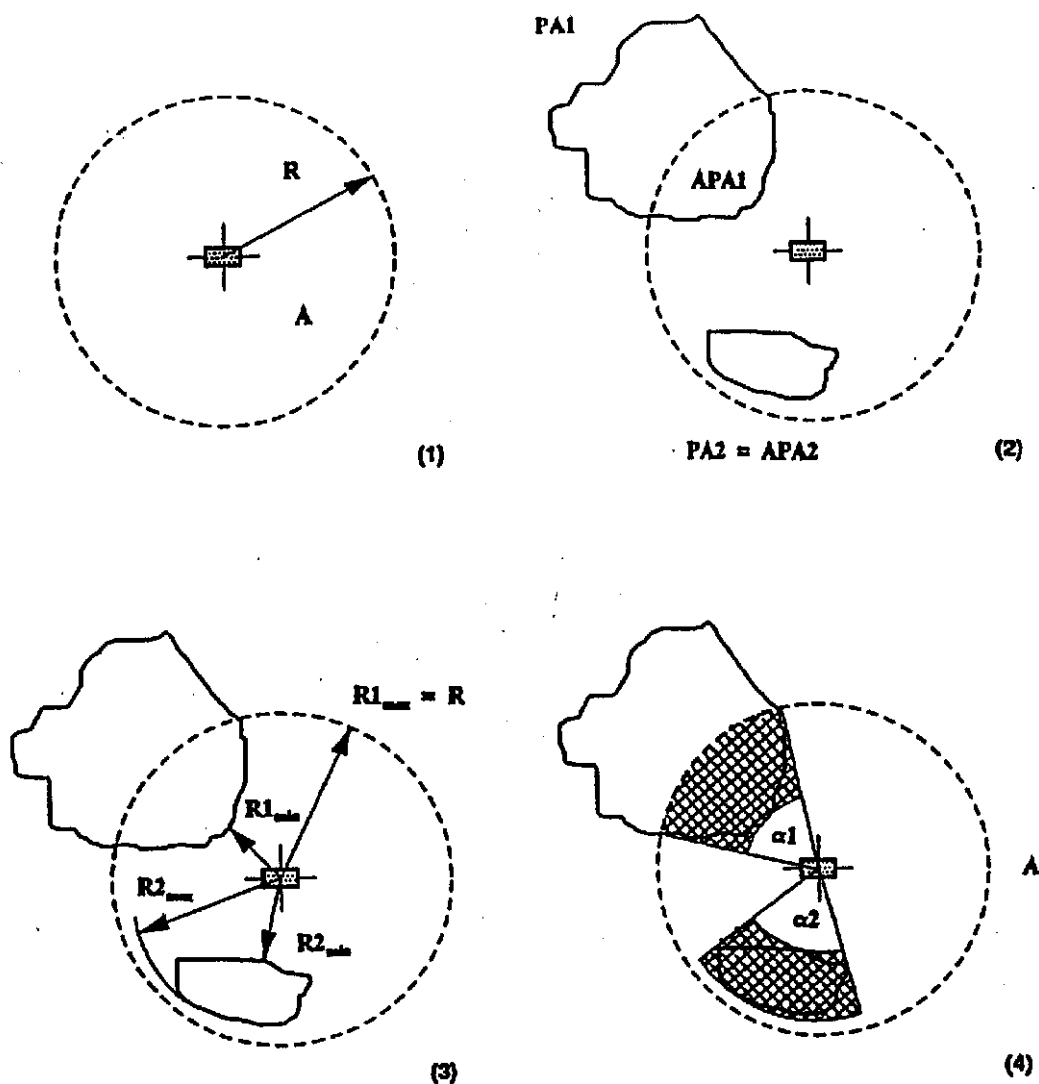 PA1
R
A
(1)
APA1
PA2 = APA2
(2)
R1max = R
R1min
R2max
R2min
(3)
α1
α2
A
(4)